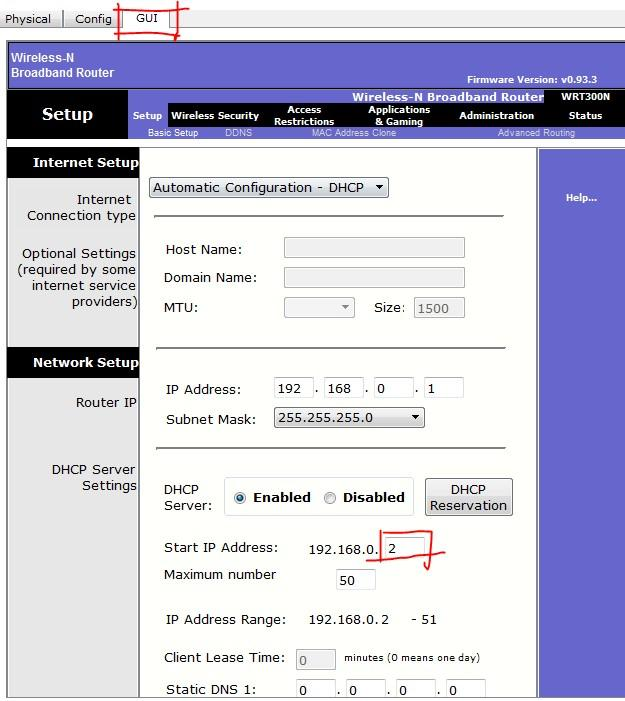 Physical Config GUI
Wireless-N
Broadband Router
Firmware Version: v0.93.3
Wireless-N Broadband Router WRT300N
Setup
Setup Wireless Security Access Restrictions Applications & Gaming Administration Status
Basic Setup DDNS MAC Address Clone Advanced Routing
Internet Setup
Internet Connection type
Automatic Configuration - DHCP
Help...
Optional Settings
(required by some
internet service
providers)
Host Name:
Domain Name:
MTU: Size: 1500
Network Setup
Router IP
IP Address: 192 . 168 . 0 . 1
Subnet Mask: 255.255.255.0
DHCP Server
Settings
DHCP Server: Enabled Disabled DHCP Reservation
Start IP Address: 192.168.0. 2
Maximum number 50
IP Address Range: 192.168.0.2 - 51
Client Lease Time: 0 minutes (0 means one day)
Static DNS 1: 0 . 0 . 0 . 0